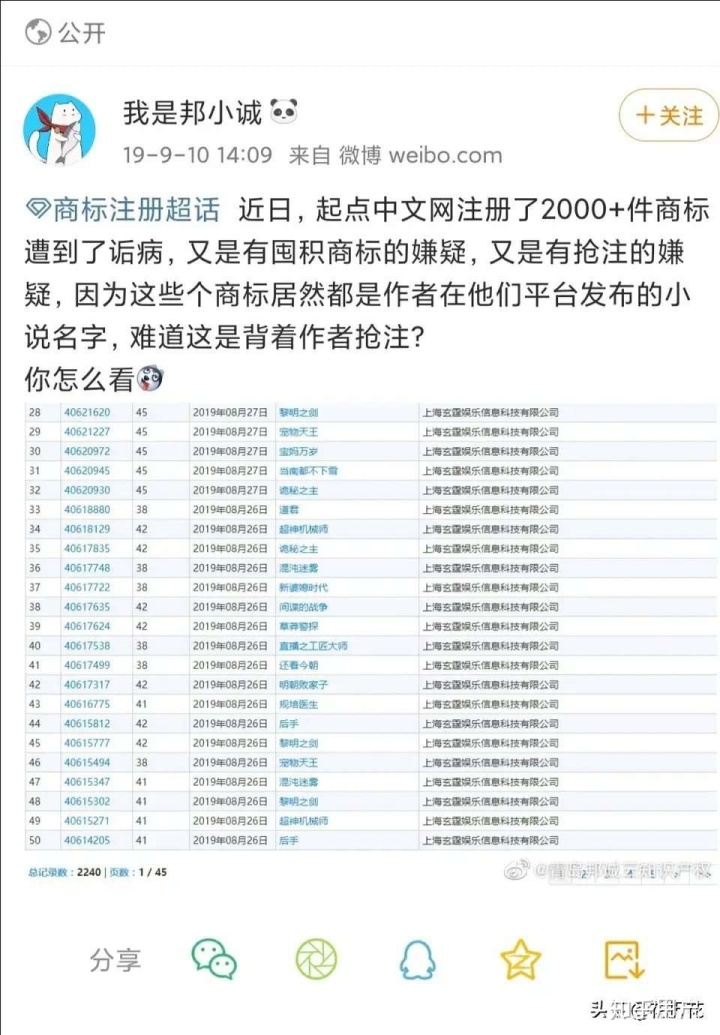 公开
我是邦小诚
+关注
19-9-10 14:09 来自 微博 weibo.com
商标注册超话 近日，起点中文网注册了2000+件商标
遭到了诟病，又是有囤积商标的嫌疑，又是有抢注的嫌
疑，因为这些个商标居然都是作者在他们平台发布的小
说名字，难道这是背着作者抢注？
你怎么看
28 40621620 45 2019年08月27日 黎明之剑 上海玄霆娱乐信息科技有限公司
29 40621227 45 2019年08月27日 宠物天王 上海玄霆娱乐信息科技有限公司
30 40620972 45 2019年08月27日 宝妈万岁 上海玄霆娱乐信息科技有限公司
31 40620945 45 2019年08月27日 当南都不下雪 上海玄霆娱乐信息科技有限公司
32 40620930 45 2019年08月27日 诡秘之主 上海玄霆娱乐信息科技有限公司
33 40618880 38 2019年08月26日 道君 上海玄霆娱乐信息科技有限公司
34 40618129 42 2019年08月26日 超神机械师 上海玄霆娱乐信息科技有限公司
35 40617835 42 2019年08月26日 诡秘之主 上海玄霆娱乐信息科技有限公司
36 40617748 38 2019年08月26日 混沌迷雾 上海玄霆娱乐信息科技有限公司
37 40617722 38 2019年08月26日 新婆媳时代 上海玄霆娱乐信息科技有限公司
38 40617635 42 2019年08月26日 间谍的战争 上海玄霆娱乐信息科技有限公司
39 40617624 42 2019年08月26日 草莽警探 上海玄霆娱乐信息科技有限公司
40 40617538 38 2019年08月26日 直播之工匠大师 上海玄霆娱乐信息科技有限公司
41 40617499 38 2019年08月26日 还看今朝 上海玄霆娱乐信息科技有限公司
42 40617317 42 2019年08月26日 明朝败家子 上海玄霆娱乐信息科技有限公司
43 40616775 41 2019年08月26日 规培医生 上海玄霆娱乐信息科技有限公司
44 40615812 42 2019年08月26日 后手 上海玄霆娱乐信息科技有限公司
45 40615777 42 2019年08月26日 黎明之剑 上海玄霆娱乐信息科技有限公司
46 40615494 38 2019年08月26日 宠物天王 上海玄霆娱乐信息科技有限公司
47 40615347 41 2019年08月26日 混沌迷雾 上海玄霆娱乐信息科技有限公司
48 40615302 41 2019年08月26日 黎明之剑 上海玄霆娱乐信息科技有限公司
49 40615271 41 2019年08月26日 超神机械师 上海玄霆娱乐信息科技有限公司
50 40614205 41 2019年08月26日 后手 上海玄霆娱乐信息科技有限公司
总记录数：2240 | 页数：1 / 45
@青岛邦诚云知识产权
分享